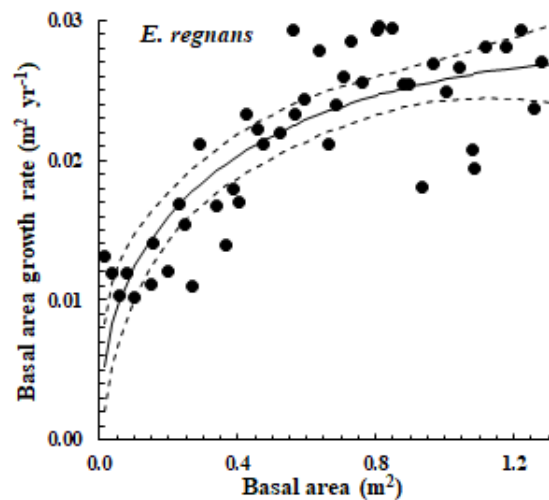 E. regnans
Basal area growth rate (m² yr⁻¹)
0.03
0.02
0.01
0.00
0.0 0.4 0.8 1.2
Basal area (m²)